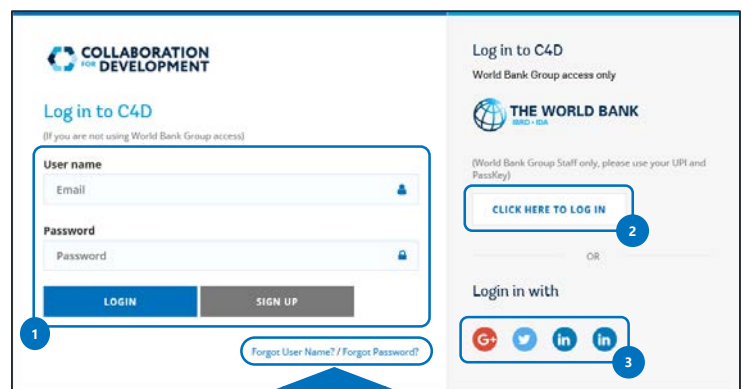 COLLABORATION
FOR DEVELOPMENT
Log in to C4D
(If you are not using World Bank Group access)
User name
Email
Password
Password
LOGIN
SIGN UP
1
Forgot User Name? / Forgot Password?
Log in to C4D
World Bank Group access only
THE WORLD BANK
IBRD • IDA
(World Bank Group Staff only, please use your UPI and
PassKey)
CLICK HERE TO LOG IN
2
OR
Login in with
G+
in
in
3